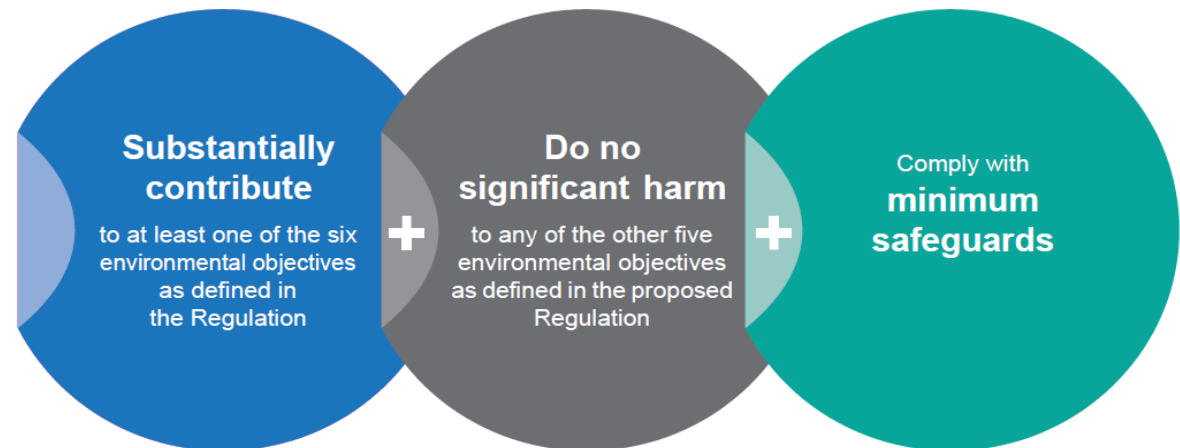 Substantially
contribute
to at least one of the six
environmental objectives
as defined in
the Regulation
+
Do no
significant harm
to any of the other five
environmental objectives
as defined in the proposed
Regulation
+
Comply with
minimum
safeguards